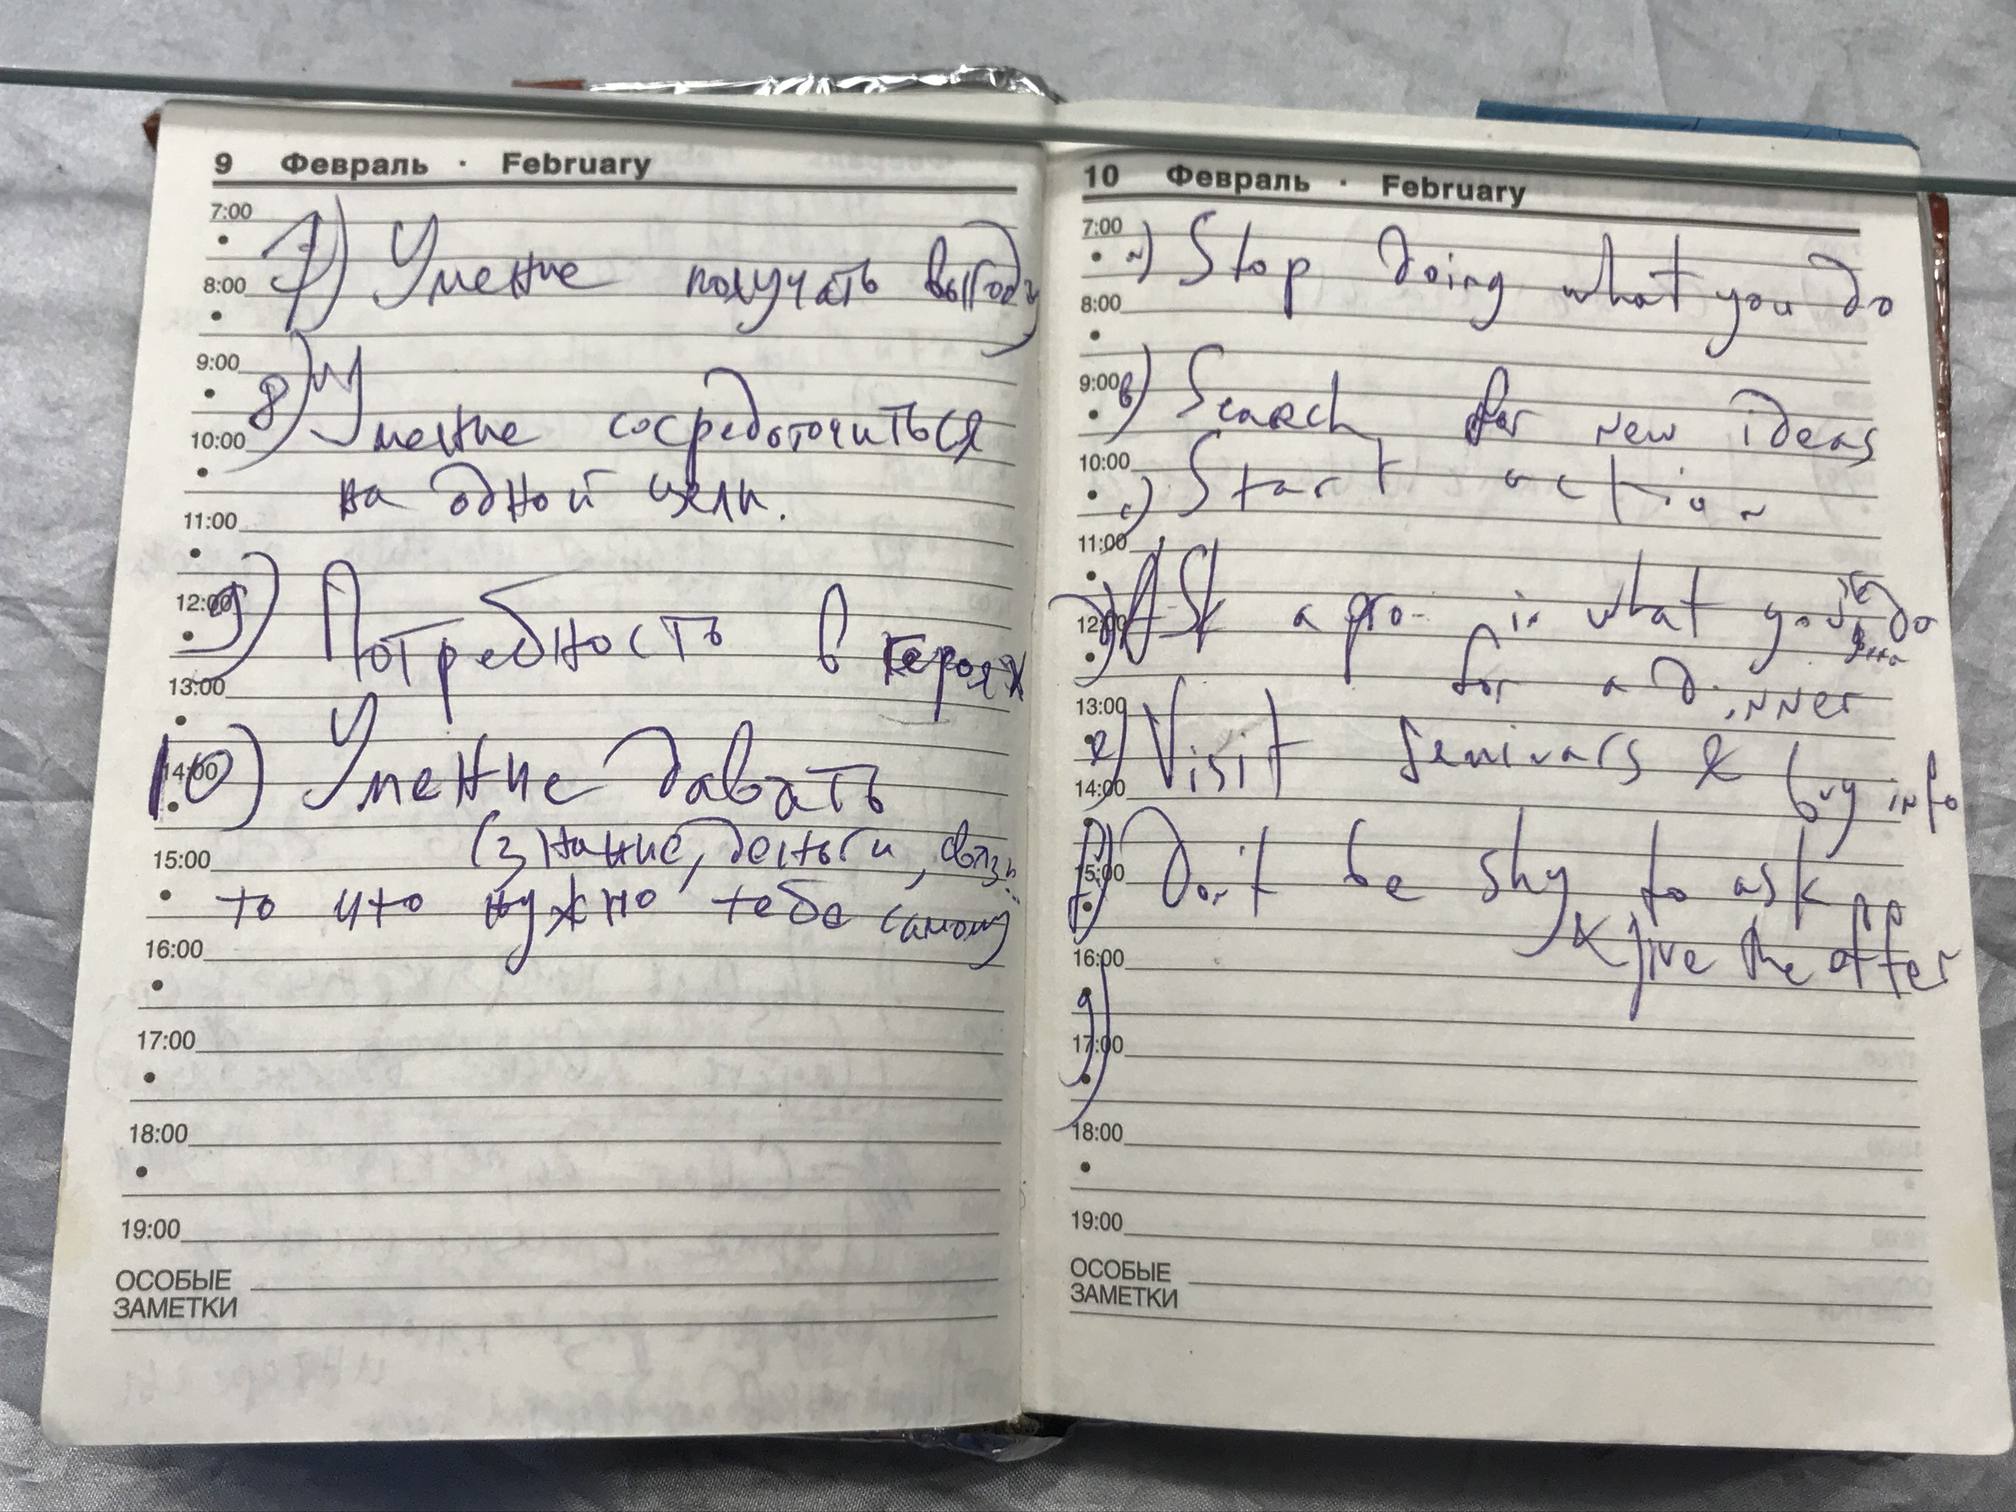 9 Февраль · February
7:00
7) Умение получать выгоду
8:00
9:00
8) Умение сосредоточиться
10:00
на одной цели.
11:00
12:00
9) Потребность в героях
13:00
10) Умение давать
14:00
(знание, деньги, связь..
15:00
то что нужно тебе самому)
16:00
17:00
18:00
19:00
ОСОБЫЕ
ЗАМЕТКИ
10 Февраль · February
7:00
a) Stop doing what you do
8:00
9:00
b) Search for new ideas
10:00
c) Start action
11:00
d) Ask a pro- in what you do
12:00
for a dinner
13:00
e) Visit seminars & buy info
14:00
f) Don't be shy to ask
15:00
& give the offer
16:00
g)
17:00
18:00
19:00
ОСОБЫЕ
ЗАМЕТКИ